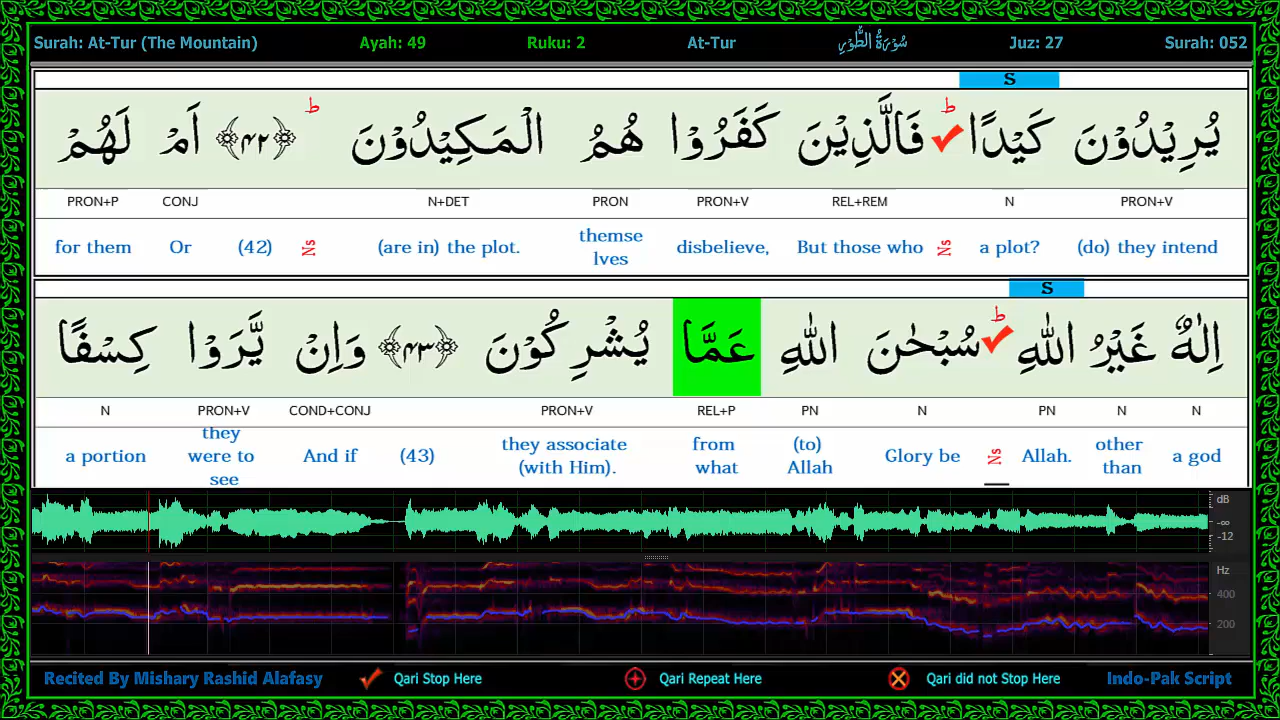 Surah: At-Tur (The Mountain) Ayah: 49 Ruku: 2 At-Tur سُوْرَةُ الطُّوْرِ Juz: 27 Surah: 052
S
يُرِيْدُوْنَ كَيْدًا ؕ فَالَّذِيْنَ كَفَرُوْا هُمُ الْمَكِيْدُوْنَ ؕ ﴿۴۲﴾ اَمْ لَهُمْ
PRON+P CONJ N+DET PRON PRON+V REL+REM N PRON+V
for them Or (42) Ns (are in) the plot. themse lves disbelieve, But those who Ns a plot? (do) they intend
S
اِلٰهٌ غَيْرُ اللّٰهِ ؕ سُبْحٰنَ اللّٰهِ عَمَّا يُشْرِكُوْنَ ﴿۴۳﴾ وَاِنْ يَّرَوْا كِسْفًا
N PRON+V COND+CONJ PRON+V REL+P PN N PN N N
a portion they were to see And if (43) they associate (with Him). from what (to) Allah Glory be Ns Allah. other than a god
dB
-∞
-12
Hz
400
200
Recited By Mishary Rashid Alafasy Qari Stop Here Qari Repeat Here Qari did not Stop Here Indo-Pak Script